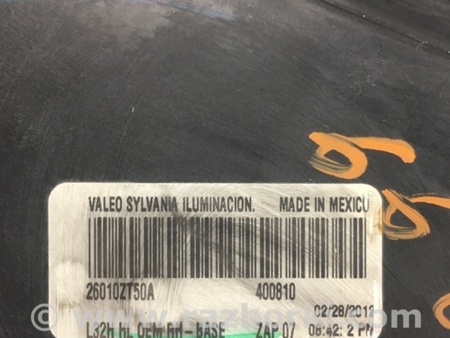 VALEO SYLVANIA ILUMINACION. MADE IN MEXICO
26010ZT50A 400810
02/28/2012
L32H HL OEM RH - BASE ZAP 07 08:42: 2 PM